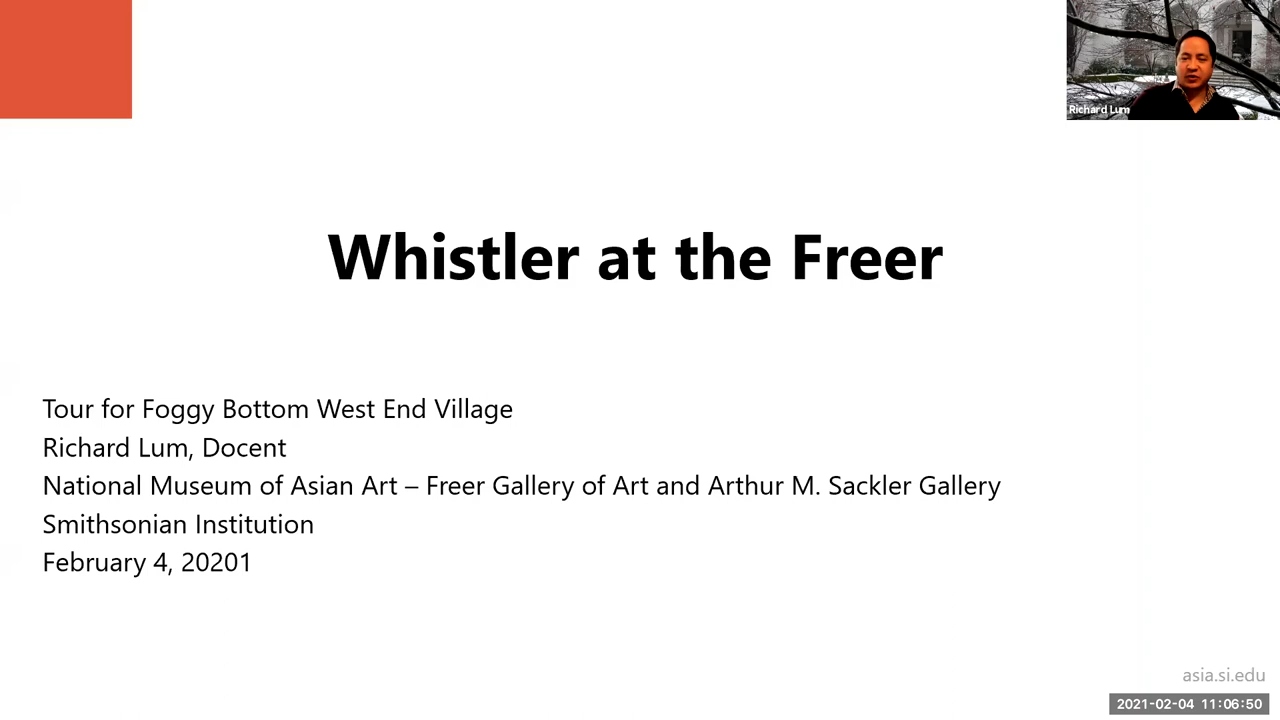 Richard Lum
Whistler at the Freer
Tour for Foggy Bottom West End Village
Richard Lum, Docent
National Museum of Asian Art – Freer Gallery of Art and Arthur M. Sackler Gallery
Smithsonian Institution
February 4, 20201
asia.si.edu
2021-02-04 11:06:50